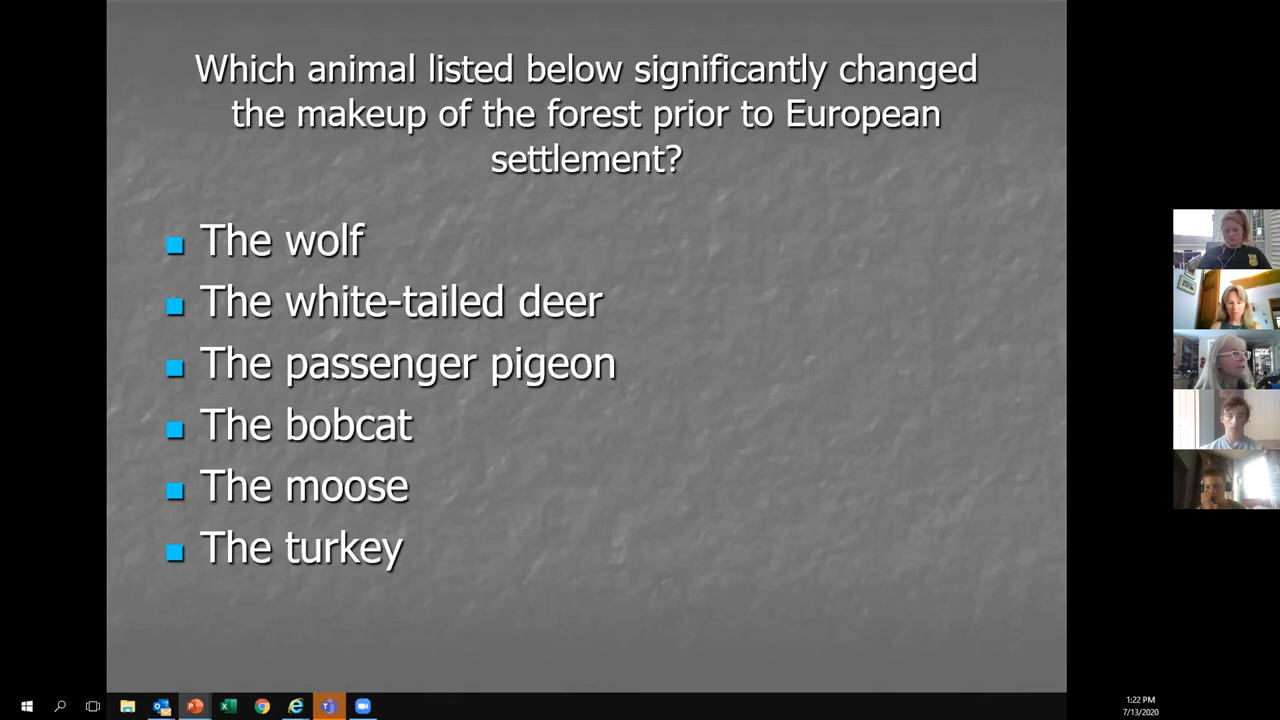 Which animal listed below significantly changed
the makeup of the forest prior to European
settlement?
The wolf
The white-tailed deer
The passenger pigeon
The bobcat
The moose
The turkey
1:22 PM
7/13/2020